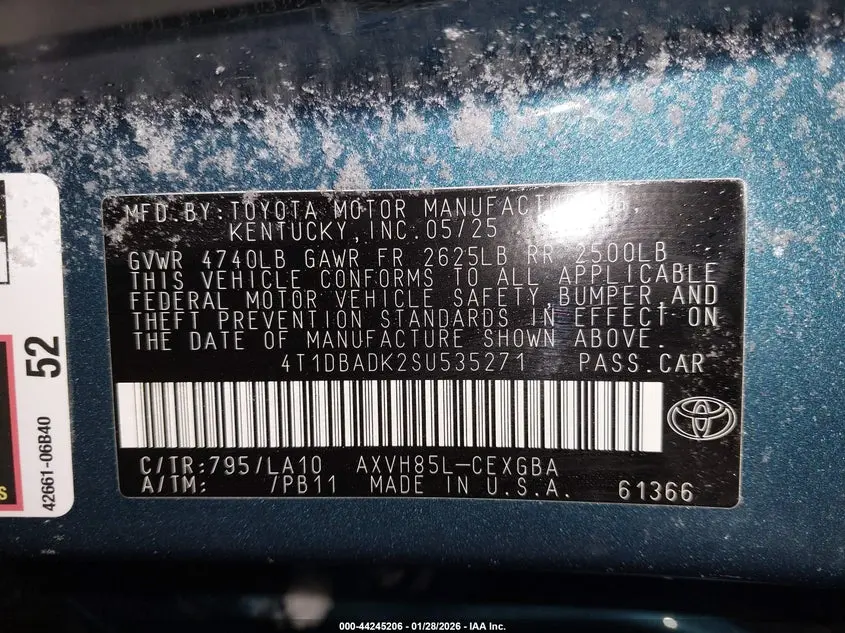 MFD. BY: TOYOTA MOTOR MANUFACTURING,
KENTUCKY, INC. 05/25
GVWR 4740LB GAWR FR 2625LB RR 2500LB
THIS VEHICLE CONFORMS TO ALL APPLICABLE
FEDERAL MOTOR VEHICLE SAFETY, BUMPER, AND
THEFT PREVENTION STANDARDS IN EFFECT ON
THE DATE OF MANUFACTURE SHOWN ABOVE.
4T1DBADK2SU535271 PASS. CAR
C/TR: 795/LA10 AXVH85L-CEXGBA
A/TM: /PB11 MADE IN U.S.A. 61366
52
42661-06B40
S
000-44245206 - 01/28/2026 - IAA Inc.